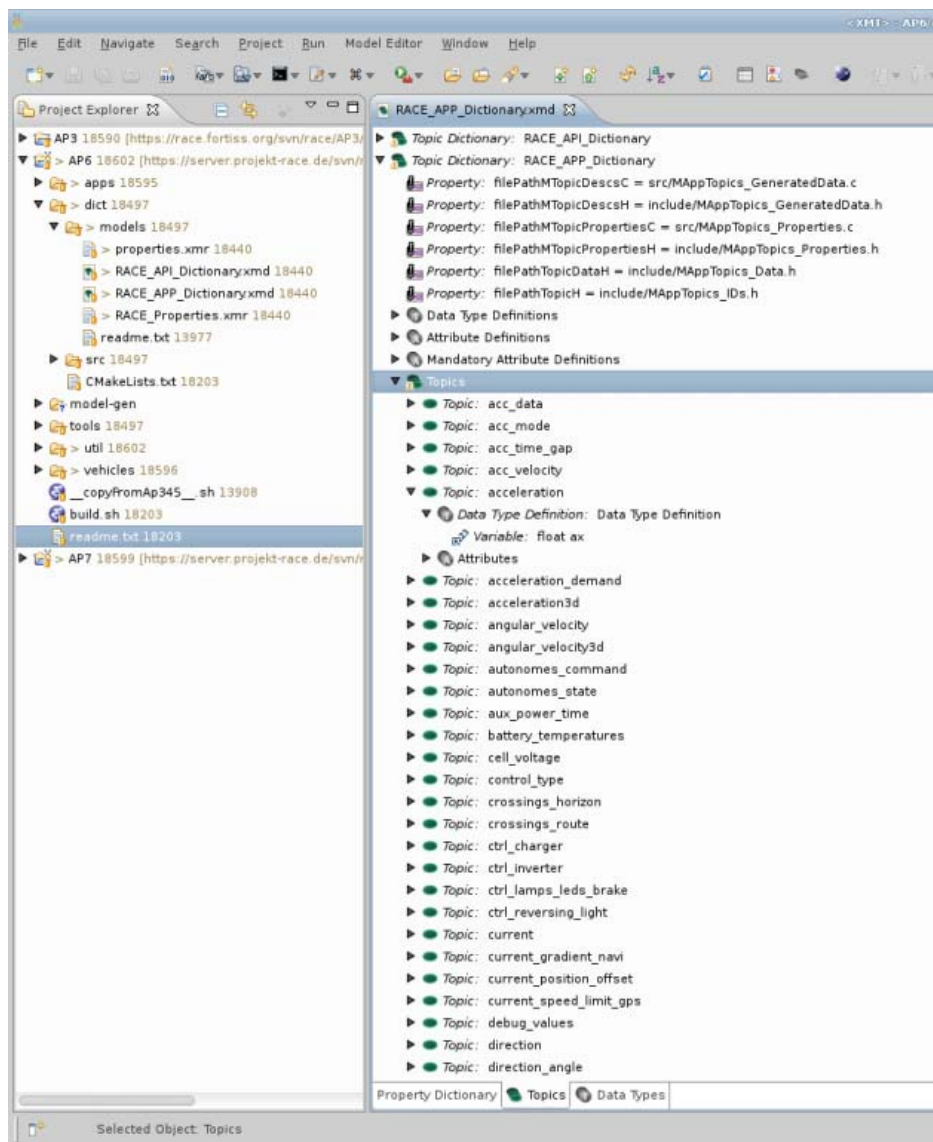 <XMI> : AP6/
File Edit Navigate Search Project Run Model Editor Window Help
Project Explorer
AP3 18590 [https://race.fortiss.org/svn/race/AP3/
> AP6 18602 [https://server.projekt-race.de/svn/r
> apps 18595
> dict 18497
> models 18497
> properties.xmr 18440
> RACE_API_Dictionary.xmd 18440
> RACE_APP_Dictionary.xmd 18440
> RACE_Properties.xmr 18440
readme.txt 13977
src 18497
CMakeLists.txt 18203
model-gen
tools 18497
> util 18602
> vehicles 18596
__copyFromAp345__.sh 13908
build.sh 18203
readme.txt 18203
> AP7 18599 [https://server.projekt-race.de/svn/r
RACE_APP_Dictionary.xmd
Topic Dictionary: RACE_API_Dictionary
Topic Dictionary: RACE_APP_Dictionary
Property: filePathMTopicDescsC = src/MAppTopics_GeneratedData.c
Property: filePathMTopicDescsH = include/MAppTopics_GeneratedData.h
Property: filePathMTopicPropertiesC = src/MAppTopics_Properties.c
Property: filePathMTopicPropertiesH = include/MAppTopics_Properties.h
Property: filePathTopicDataH = include/MAppTopics_Data.h
Property: filePathTopicH = include/MAppTopics_IDs.h
Data Type Definitions
Attribute Definitions
Mandatory Attribute Definitions
Topics
Topic: acc_data
Topic: acc_mode
Topic: acc_time_gap
Topic: acc_velocity
Topic: acceleration
Data Type Definition: Data Type Definition
Variable: float ax
Attributes
Topic: acceleration_demand
Topic: acceleration3d
Topic: angular_velocity
Topic: angular_velocity3d
Topic: autonomes_command
Topic: autonomes_state
Topic: aux_power_time
Topic: battery_temperatures
Topic: cell_voltage
Topic: control_type
Topic: crossings_horizon
Topic: crossings_route
Topic: ctrl_charger
Topic: ctrl_inverter
Topic: ctrl_lamps_leds_brake
Topic: ctrl_reversing_light
Topic: current
Topic: current_gradient_navi
Topic: current_position_offset
Topic: current_speed_limit_gps
Topic: debug_values
Topic: direction
Topic: direction_angle
Property Dictionary Topics Data Types
Selected Object: Topics